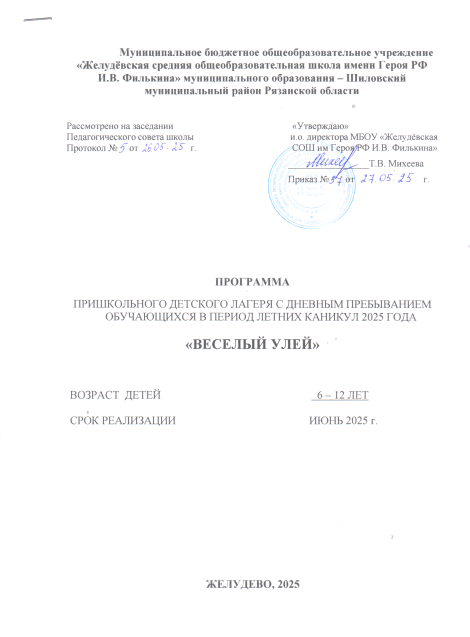 Муниципальное бюджетное общеобразовательное учреждение
«Желудёвская средняя общеобразовательная школа имени Героя РФ
И.В. Филькина» муниципального образования – Шиловский
муниципальный район Рязанской области
Рассмотрено на заседании
Педагогического совета школы
Протокол № 5 от 26.05.25 г.
«Утверждаю»
и.о. директора МБОУ «Желудёвская
СОШ им Героя РФ И.В. Филькина»
Т.В. Михеева
Приказ № 57 от 27.05.25 г.
ПРОГРАММА
ПРИШКОЛЬНОГО ДЕТСКОГО ЛАГЕРЯ С ДНЕВНЫМ ПРЕБЫВАНИЕМ
ОБУЧАЮЩИХСЯ В ПЕРИОД ЛЕТНИХ КАНИКУЛ 2025 ГОДА
«ВЕСЕЛЫЙ УЛЕЙ»
ВОЗРАСТ ДЕТЕЙ 6 – 12 ЛЕТ
СРОК РЕАЛИЗАЦИИ ИЮНЬ 2025 г.
ЖЕЛУДЕВО, 2025